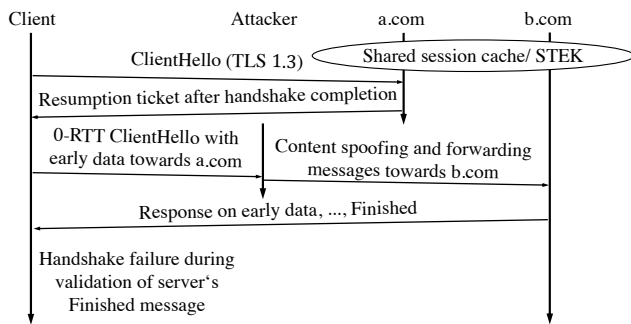 Client Attacker a.com b.com
ClientHello (TLS 1.3)
Shared session cache/ STEK
Resumption ticket after handshake completion
0-RTT ClientHello with
early data towards a.com
Content spoofing and forwarding
messages towards b.com
Response on early data, ..., Finished
Handshake failure during
validation of server‘s
Finished message